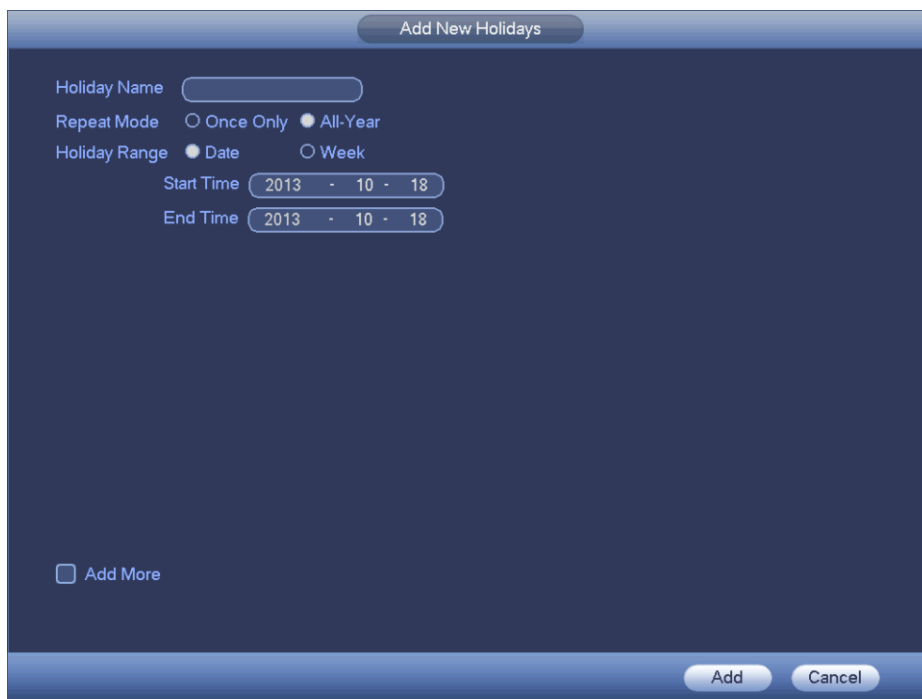 Add New Holidays
Holiday Name
Repeat Mode Once Only All-Year
Holiday Range Date Week
Start Time 2013 - 10 - 18
End Time 2013 - 10 - 18
Add More
Add Cancel